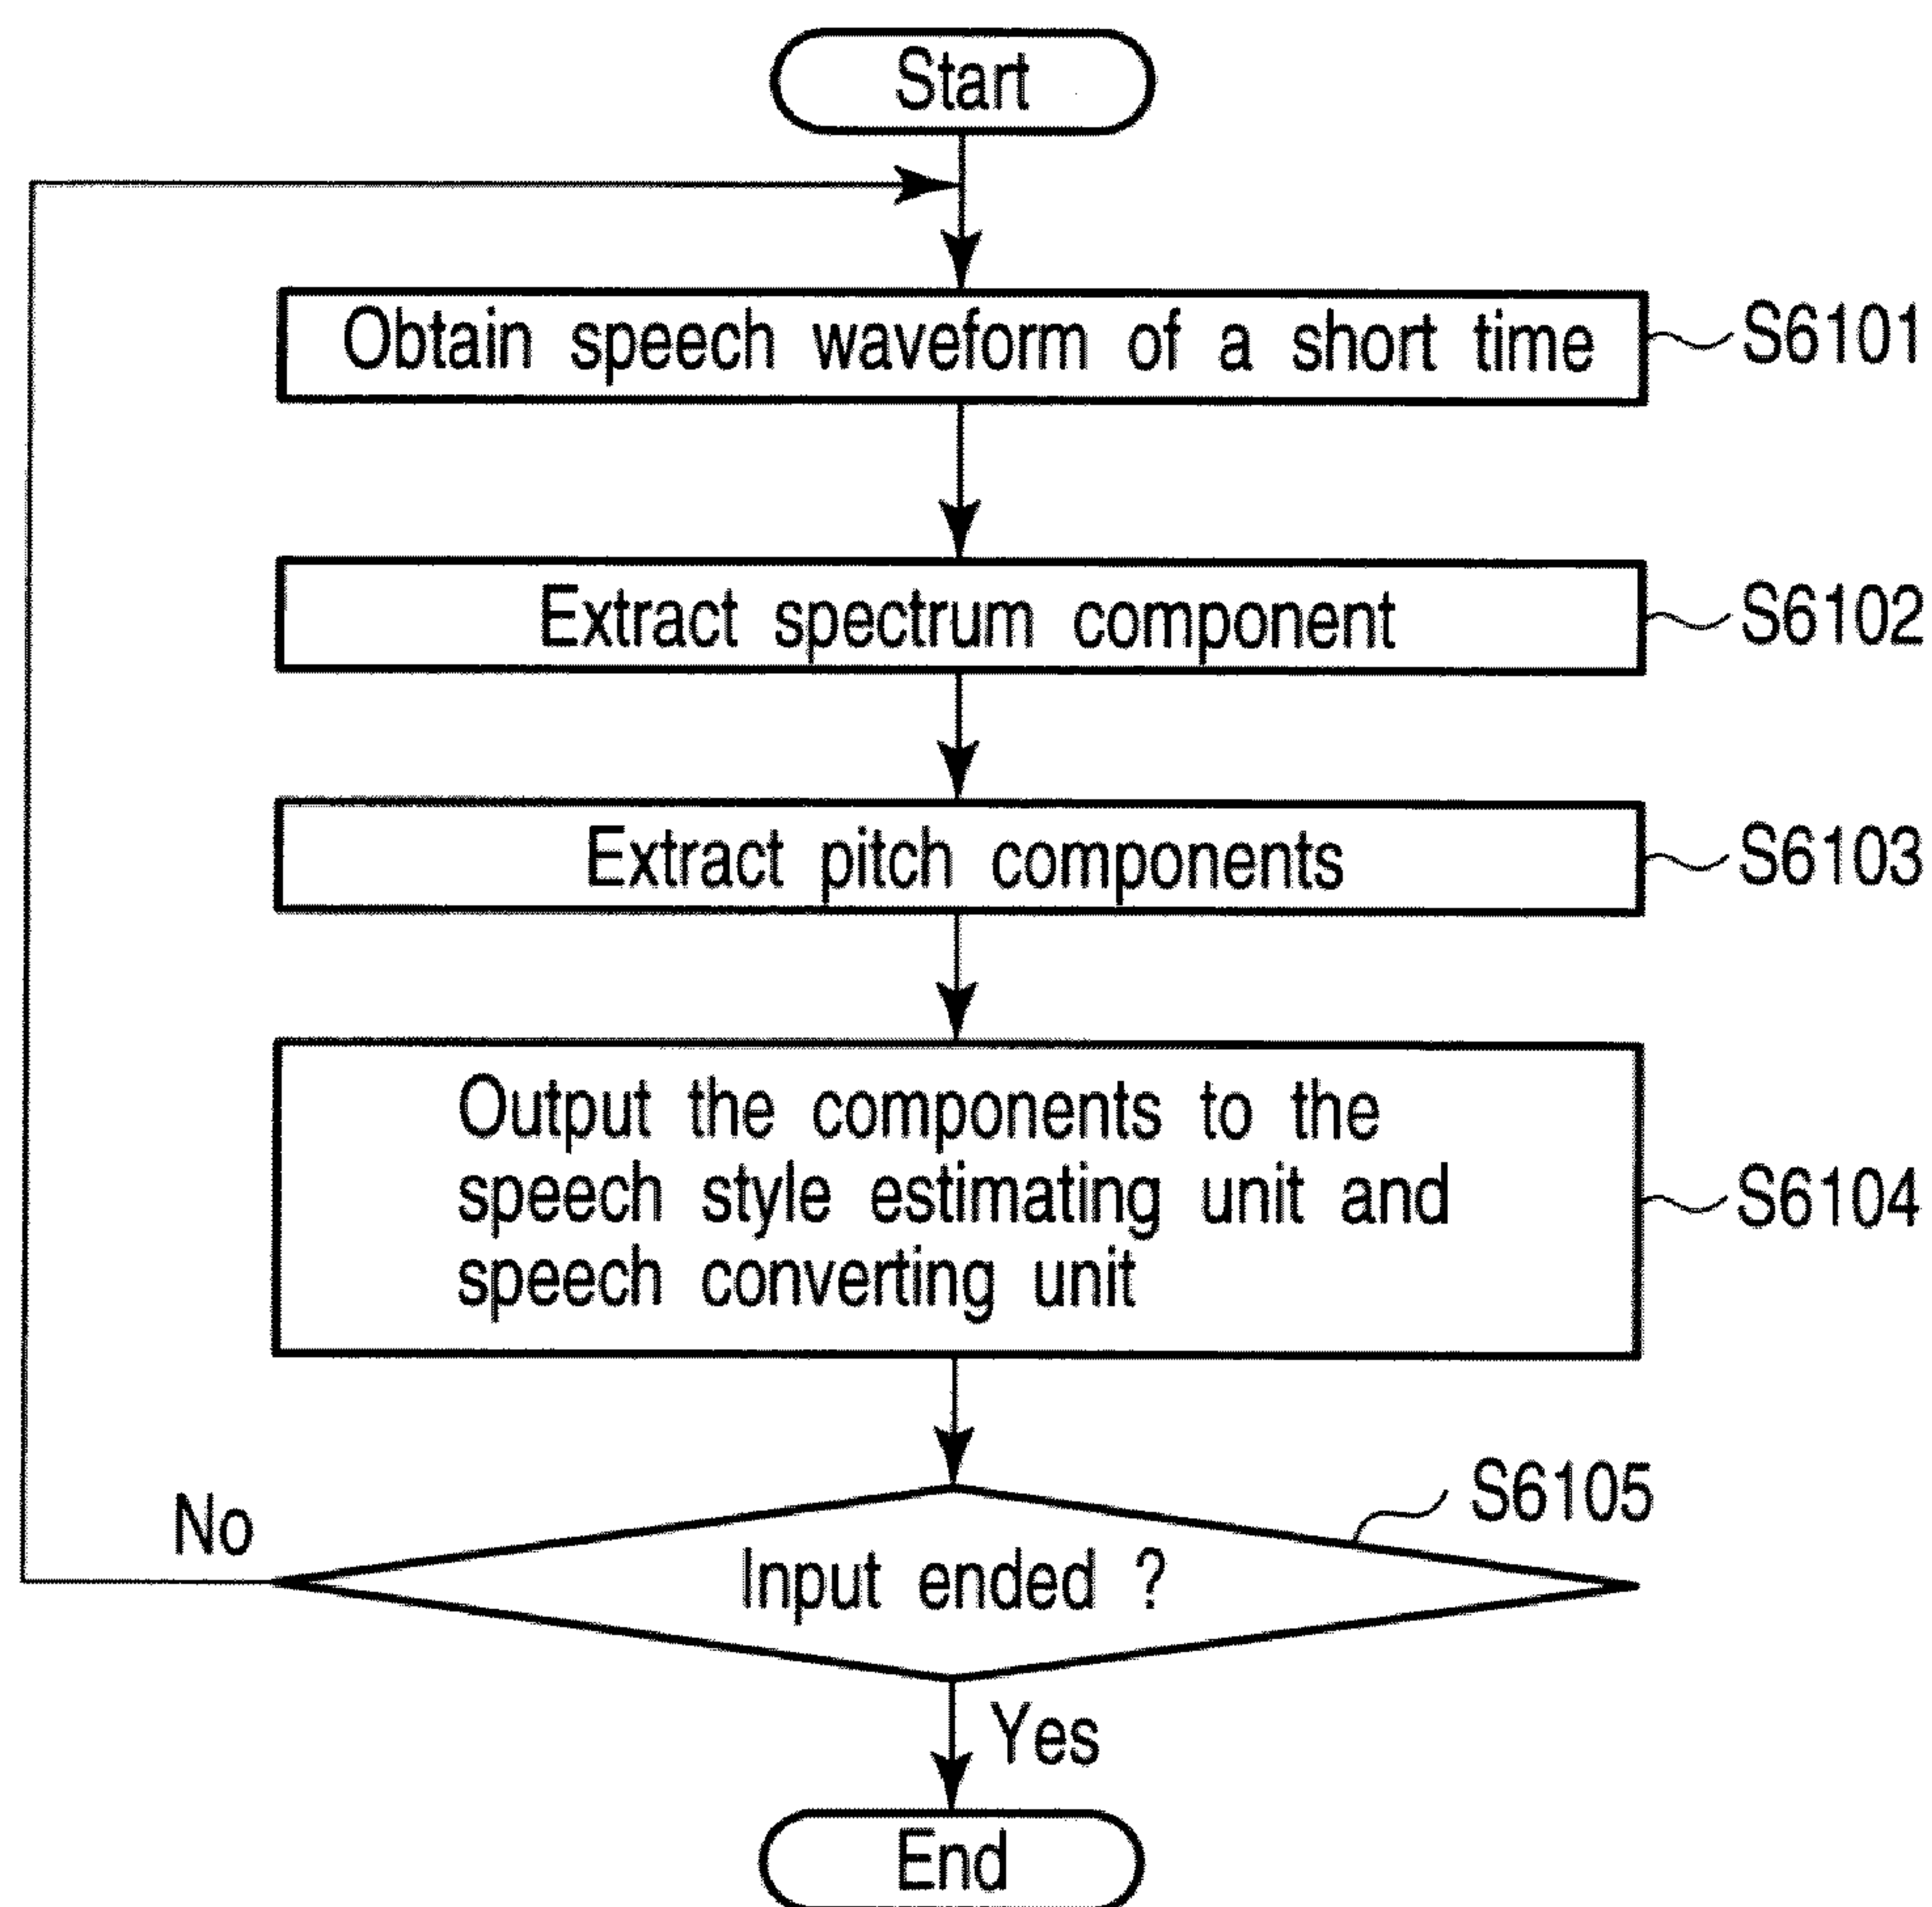 Start
Obtain speech waveform of a short time
S6101
Extract spectrum component
S6102
Extract pitch components
S6103
Output the components to the
speech style estimating unit and
speech converting unit
S6104
No
Input ended ?
S6105
Yes
End